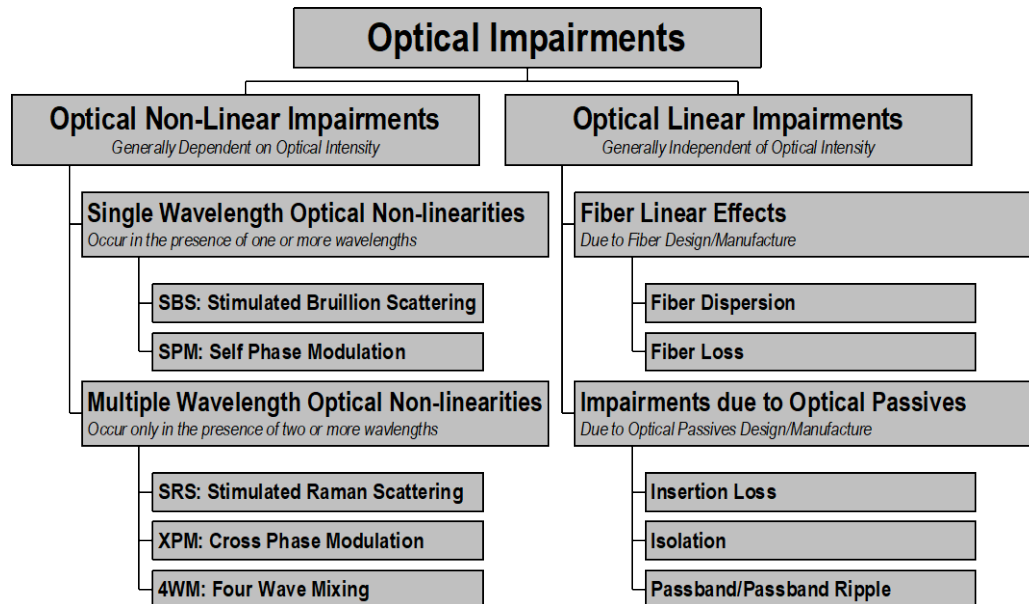 Optical Impairments
Optical Non-Linear Impairments
Generally Dependent on Optical Intensity
Single Wavelength Optical Non-linearities
Occur in the presence of one or more wavelengths
SBS: Stimulated Bruillion Scattering
SPM: Self Phase Modulation
Multiple Wavelength Optical Non-linearities
Occur only in the presence of two or more wavlengths
SRS: Stimulated Raman Scattering
XPM: Cross Phase Modulation
4WM: Four Wave Mixing
Optical Linear Impairments
Generally Independent of Optical Intensity
Fiber Linear Effects
Due to Fiber Design/Manufacture
Fiber Dispersion
Fiber Loss
Impairments due to Optical Passives
Due to Optical Passives Design/Manufacture
Insertion Loss
Isolation
Passband/Passband Ripple